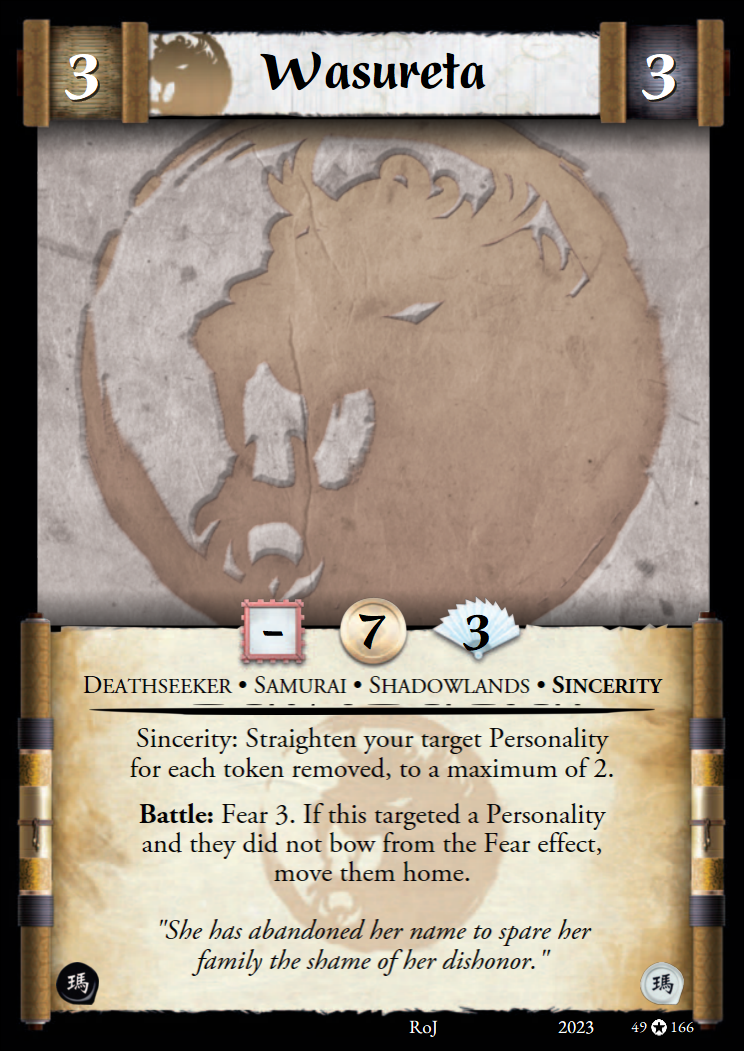 3
Wasureta
3
-
7
3
DEATHSEEKER • SAMURAI • SHADOWLANDS • SINCERITY
Sincerity: Straighten your target Personality
for each token removed, to a maximum of 2.
Battle: Fear 3. If this targeted a Personality
and they did not bow from the Fear effect,
move them home.
"She has abandoned her name to spare her
family the shame of her dishonor."
瑪
瑪
RoJ 2023 49 ✪ 166